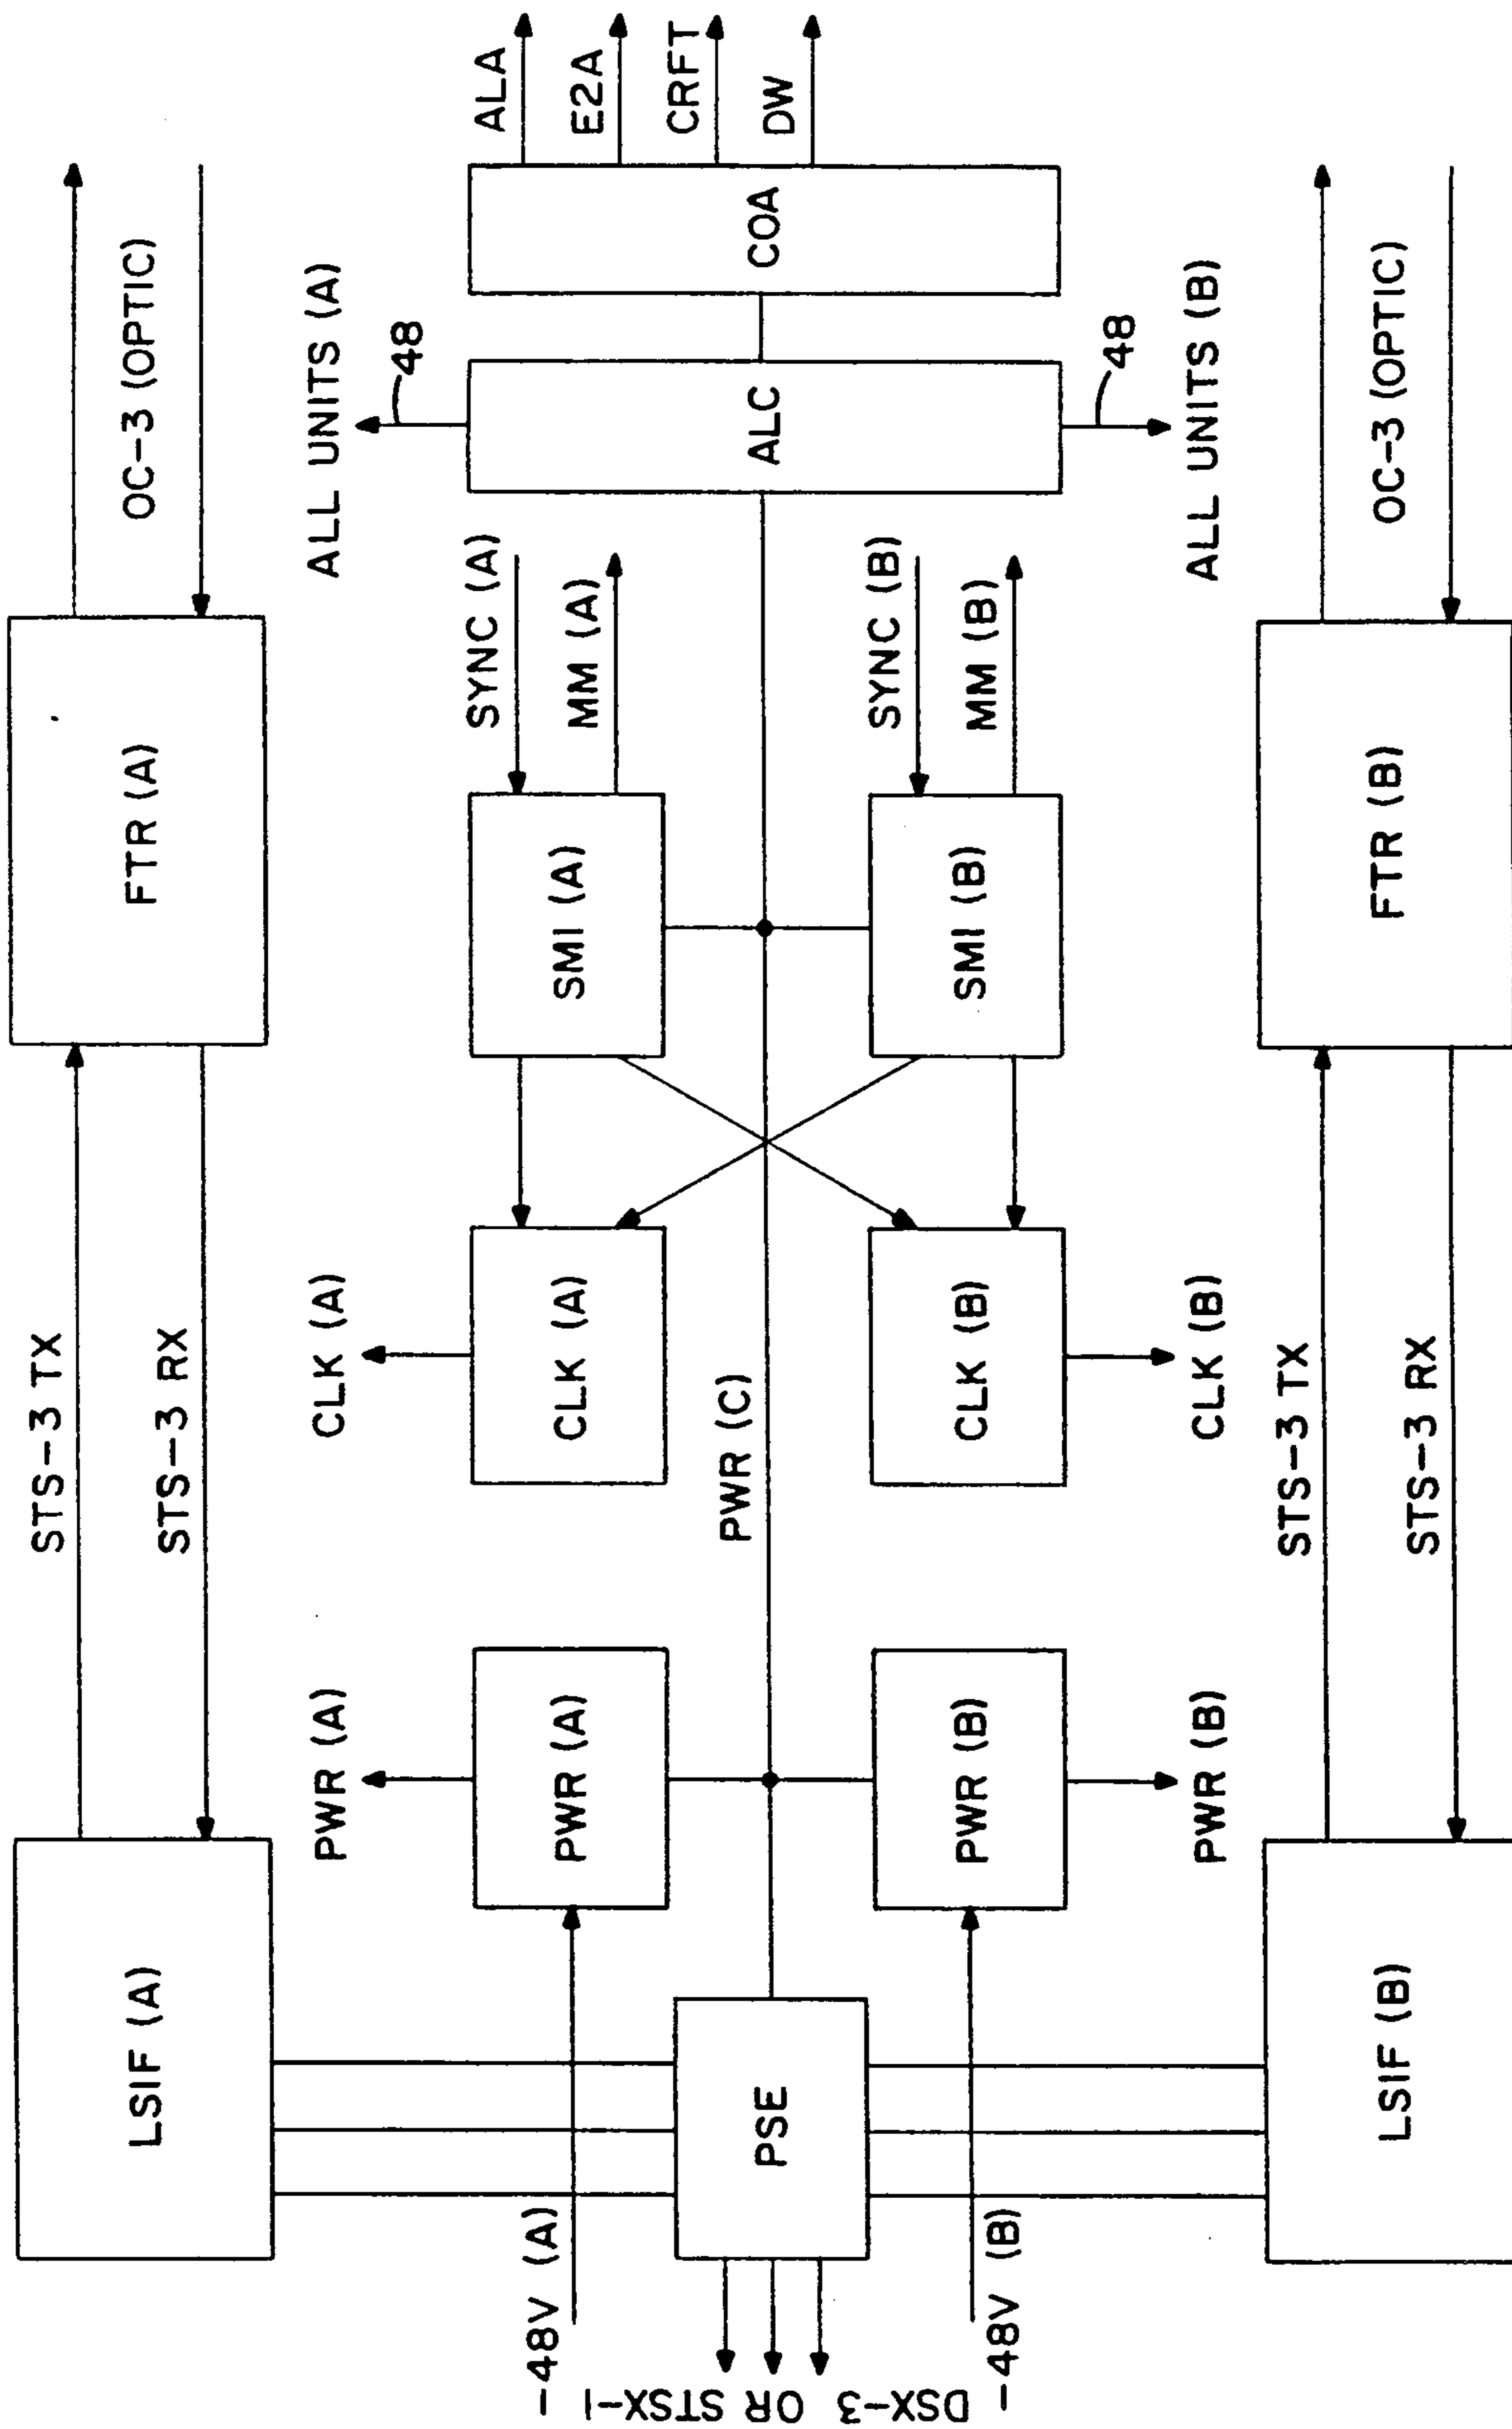 OC-3 (OPTIC)
FTR (A)
STS-3 TX
STS-3 RX
LSIF (A)
ALL UNITS (A)
48
CLK (A)
PWR (A)
ALA
E2A
CRFT
DW
COA
ALC
SYNC (A)
MM (A)
SMI (A)
CLK (A)
PWR (A)
-48V (A)
PWR (C)
PSE
DSX-3 OR STSX-1
SYNC (B)
MM (B)
SMI (B)
CLK (B)
PWR (B)
-48V (B)
48
ALL UNITS (B)
CLK (B)
PWR (B)
OC-3 (OPTIC)
FTR (B)
STS-3 TX
STS-3 RX
LSIF (B)